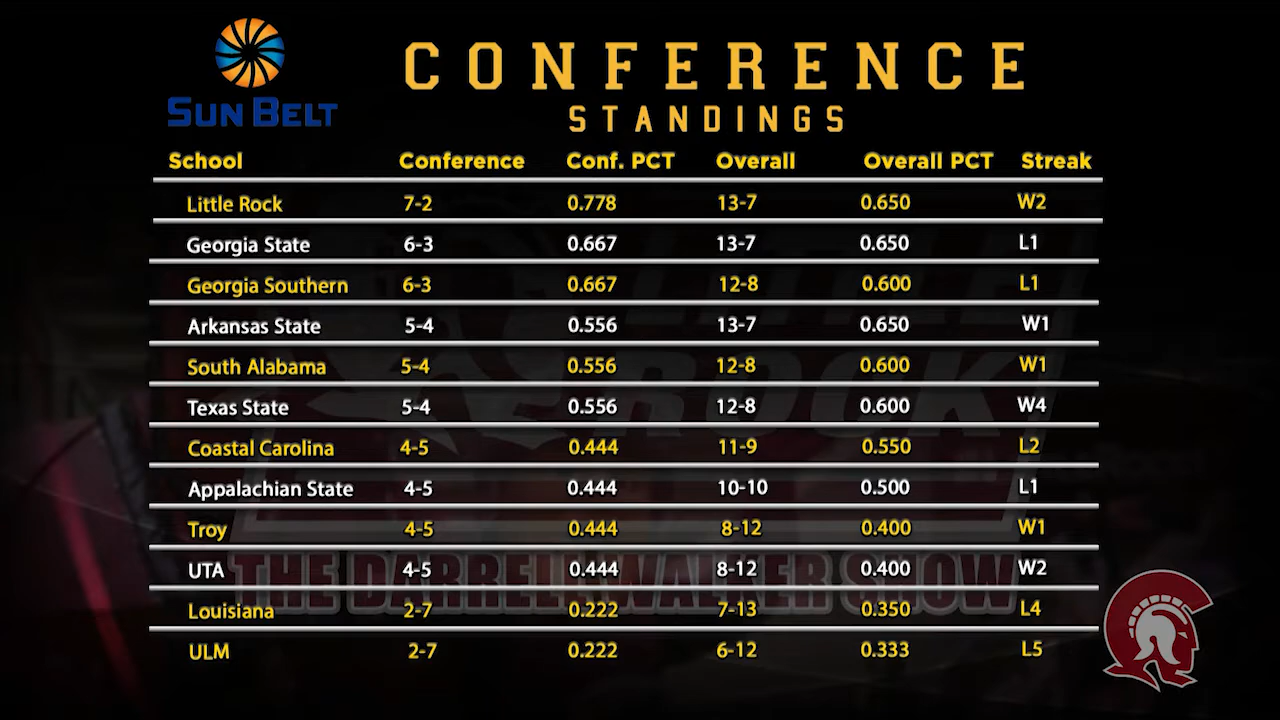 SUN BELT
CONFERENCE
STANDINGS
School Conference Conf. PCT Overall Overall PCT Streak
Little Rock 7-2 0.778 13-7 0.650 W2
Georgia State 6-3 0.667 13-7 0.650 L1
Georgia Southern 6-3 0.667 12-8 0.600 L1
Arkansas State 5-4 0.556 13-7 0.650 W1
South Alabama 5-4 0.556 12-8 0.600 W1
Texas State 5-4 0.556 12-8 0.600 W4
Coastal Carolina 4-5 0.444 11-9 0.550 L2
Appalachian State 4-5 0.444 10-10 0.500 L1
Troy 4-5 0.444 8-12 0.400 W1
UTA 4-5 0.444 8-12 0.400 W2
Louisiana 2-7 0.222 7-13 0.350 L4
ULM 2-7 0.222 6-12 0.333 L5
LITTLE
ROCK
THE DARRELL WALKER SHOW